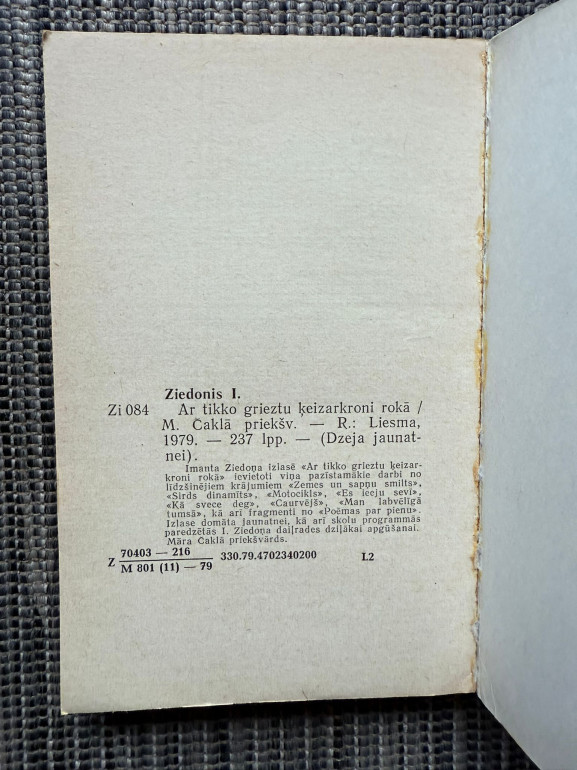 Ziedonis I.
Zi 084 Ar tikko grieztu ķeizarkroni rokā /
M. Čaklā priekšv. — R.: Liesma,
1979. — 237 lpp. — (Dzeja jaunat-
nei).
Imanta Ziedoņa izlasē «Ar tikko grieztu ķeizar-
kroni rokā» ievietoti viņa pazīstamākie darbi no
līdzšinējiem krājumiem «Zemes un sapņu smilts»,
«Sirds dinamīts», «Motocikls», «Es ieeju sevī»,
«Kā svece deg», «Caurvējš», «Man labvēlīgā
tumsā», kā arī fragmenti no «Poēmas par pienu».
Izlase domāta jaunatnei, kā arī skolu programmās
paredzētās I. Ziedoņa daiļrades dziļākai apgūšanai.
Māra Čaklā priekšvārds.
Z 70403 — 216
M 801 (11) — 79 330.79.4702340200 L2